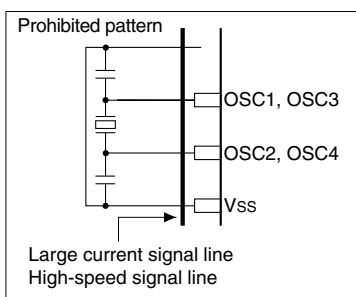 Prohibited pattern
OSC1, OSC3
OSC2, OSC4
VSS
Large current signal line
High-speed signal line